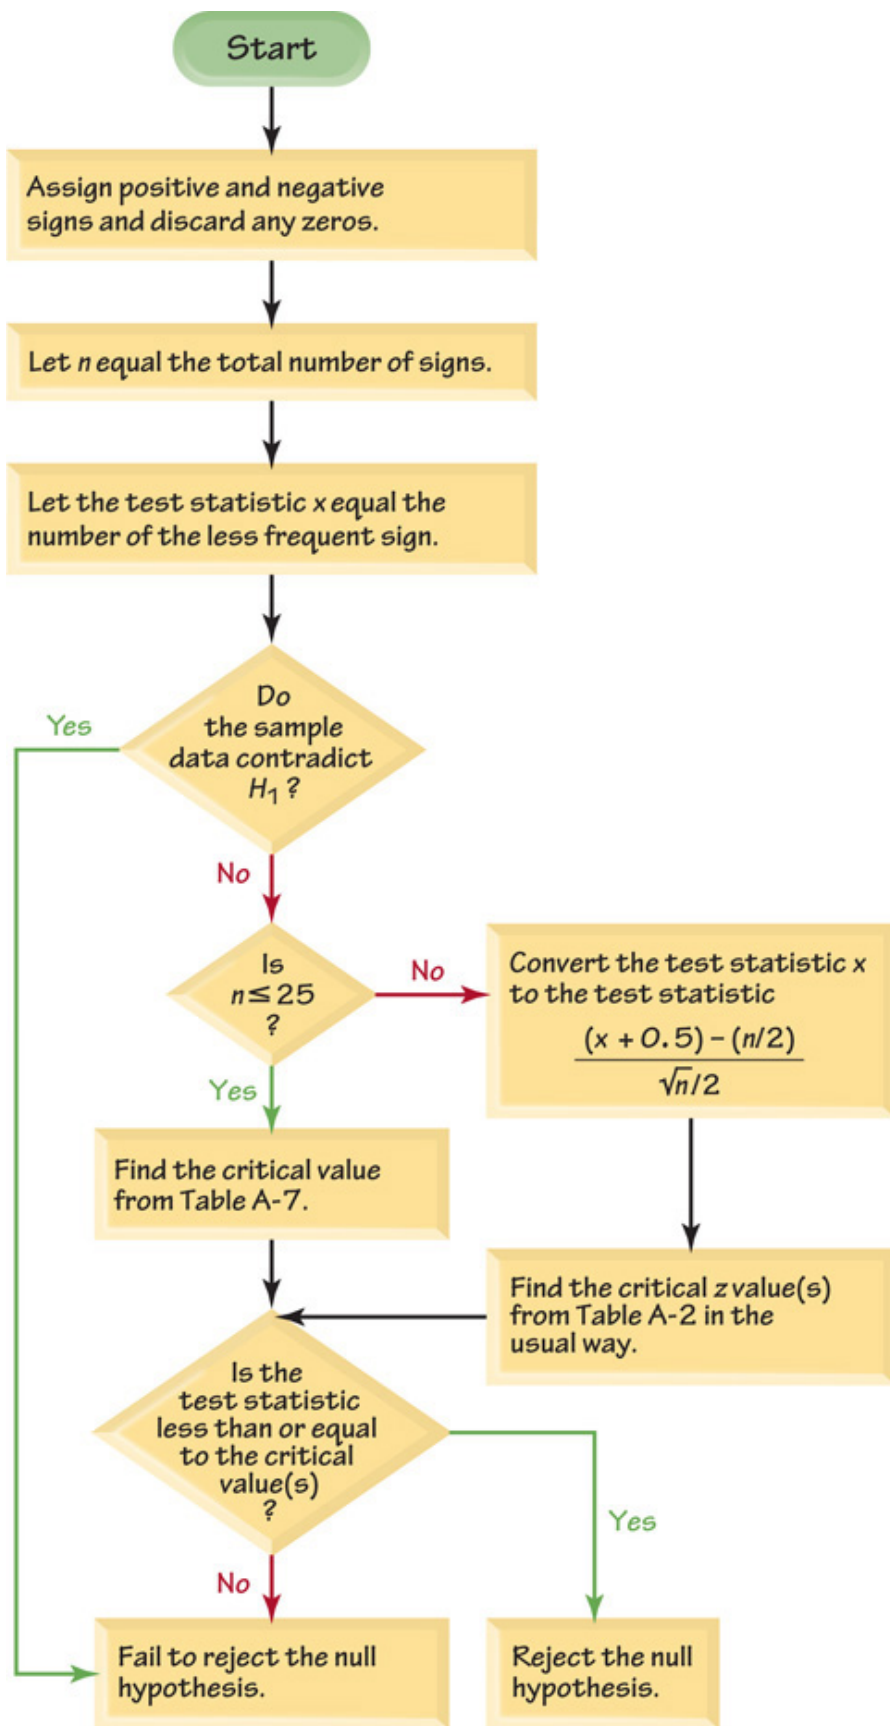 Start
Assign positive and negative
signs and discard any zeros.
Let n equal the total number of signs.
Let the test statistic x equal the
number of the less frequent sign.
Do
the sample
data contradict
H₁ ?
Yes
No
Is
n ≤ 25
?
No
Convert the test statistic x
to the test statistic
(x + 0.5) – (n/2)
√n/2
Yes
Find the critical value
from Table A-7.
Find the critical z value(s)
from Table A-2 in the
usual way.
Is the
test statistic
less than or equal
to the critical
value(s)
?
Yes
No
Fail to reject the null
hypothesis.
Reject the null
hypothesis.